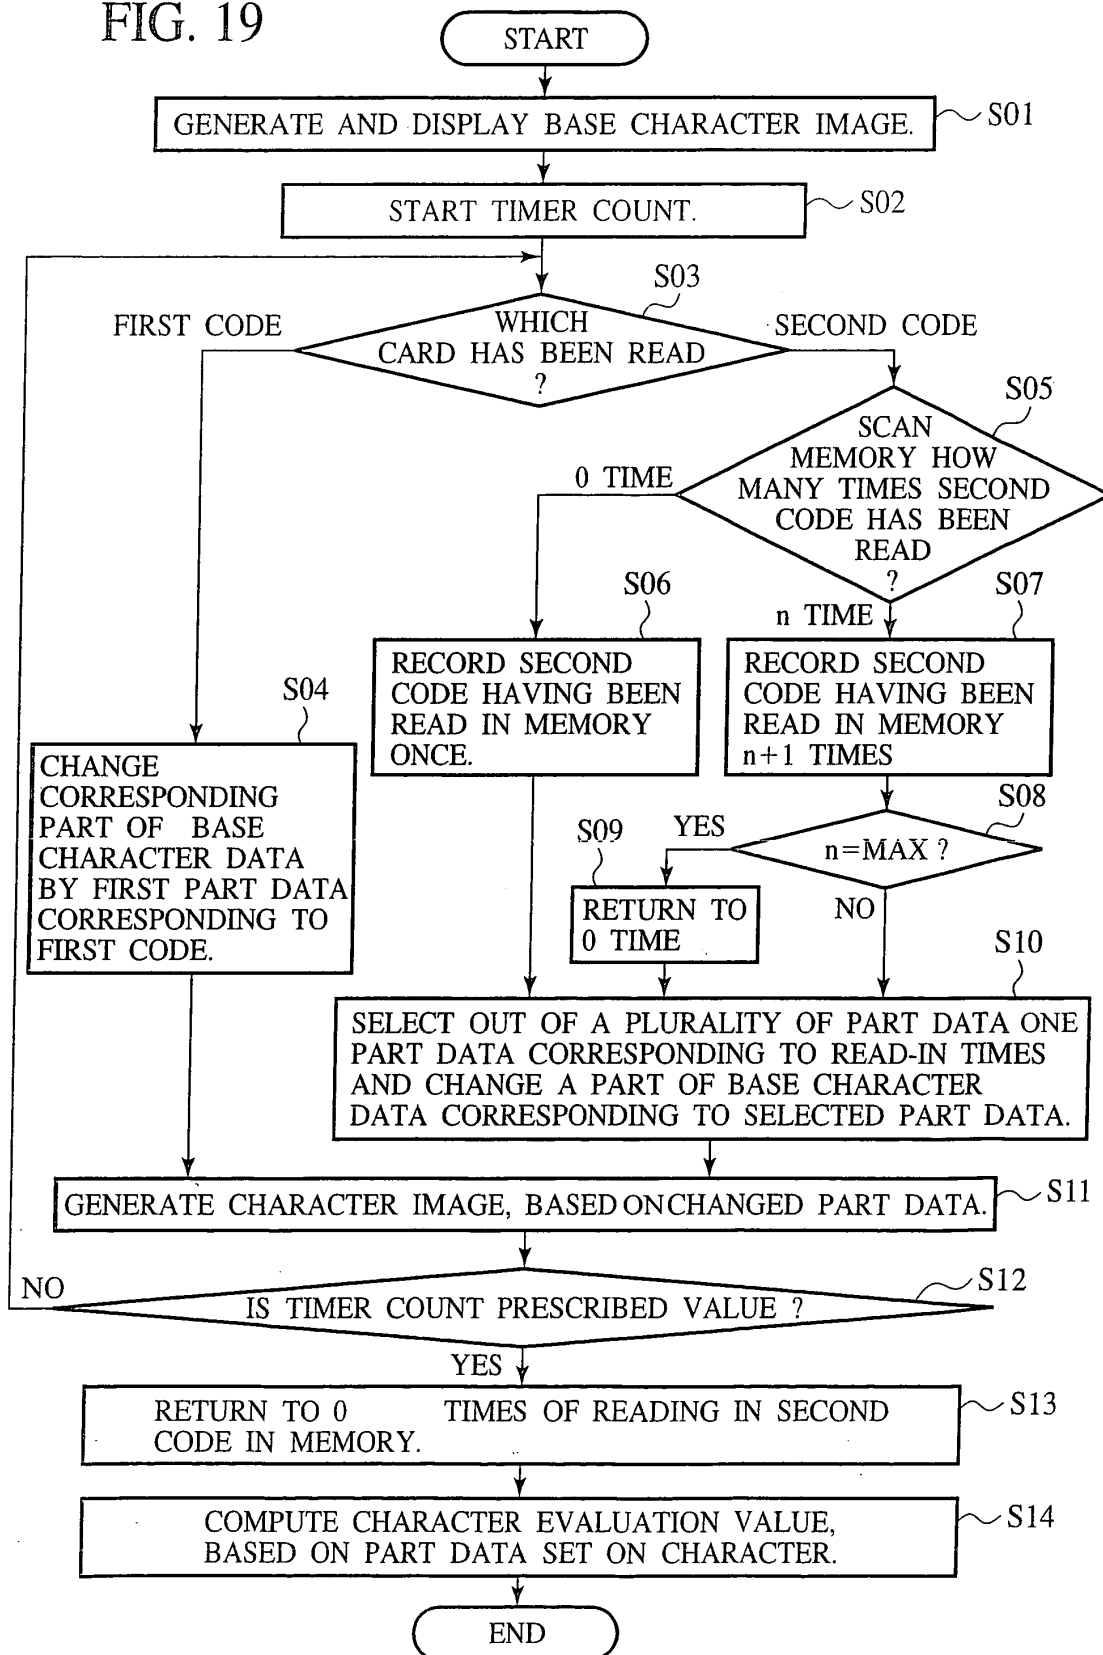 FIG. 19
START
GENERATE AND DISPLAY BASE CHARACTER IMAGE.
S01
START TIMER COUNT.
S02
S03
FIRST CODE
WHICH
CARD HAS BEEN READ
?
SECOND CODE
S05
SCAN
MEMORY HOW
MANY TIMES SECOND
CODE HAS BEEN
READ
?
0 TIME
S06
n TIME
S07
RECORD SECOND
CODE HAVING BEEN
READ IN MEMORY
ONCE.
RECORD SECOND
CODE HAVING BEEN
READ IN MEMORY
n+1 TIMES
S04
CHANGE
CORRESPONDING
PART OF BASE
CHARACTER DATA
BY FIRST PART DATA
CORRESPONDING TO
FIRST CODE.
S08
n=MAX ?
YES
S09
NO
RETURN TO
0 TIME
S10
SELECT OUT OF A PLURALITY OF PART DATA ONE
PART DATA CORRESPONDING TO READ-IN TIMES
AND CHANGE A PART OF BASE CHARACTER
DATA CORRESPONDING TO SELECTED PART DATA.
GENERATE CHARACTER IMAGE, BASED ON CHANGED PART DATA.
S11
NO
IS TIMER COUNT PRESCRIBED VALUE ?
S12
YES
RETURN TO 0 TIMES OF READING IN SECOND
CODE IN MEMORY.
S13
COMPUTE CHARACTER EVALUATION VALUE,
BASED ON PART DATA SET ON CHARACTER.
S14
END